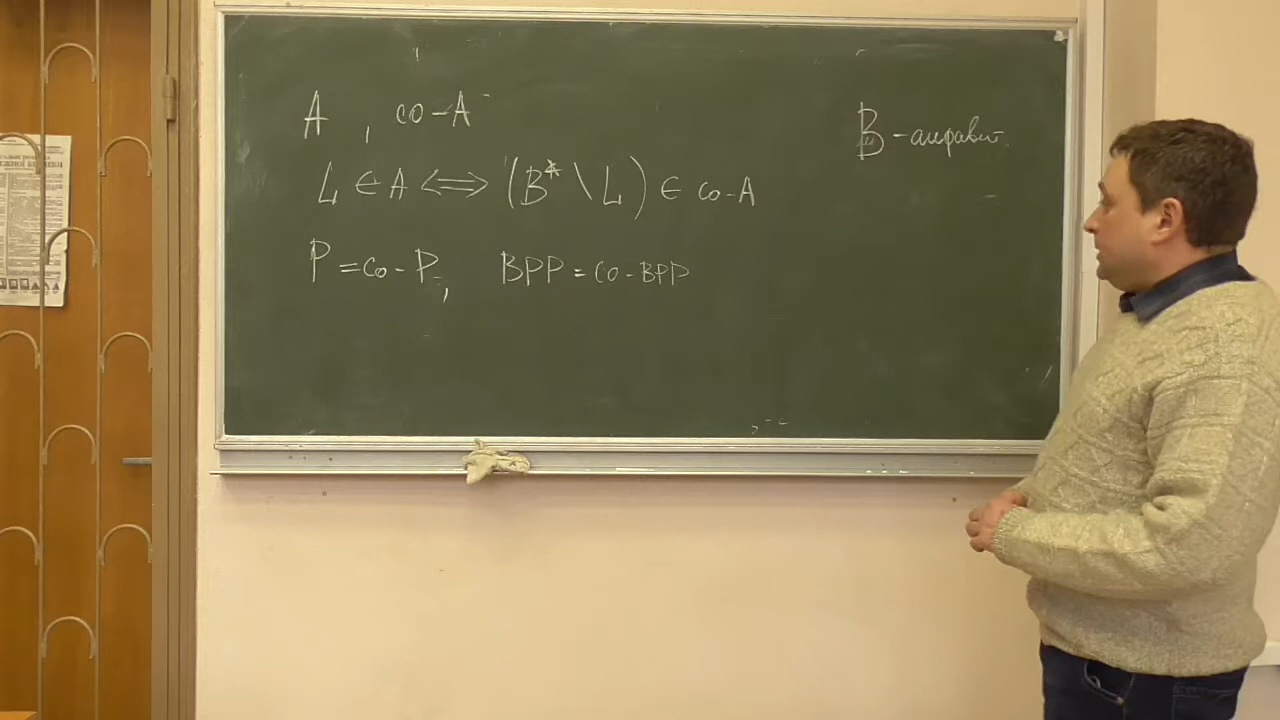 A , co-A
B - алфавит.
L ∈ A ⟺ (B* \ L) ∈ co-A
P = co-P, BPP = co-BPP